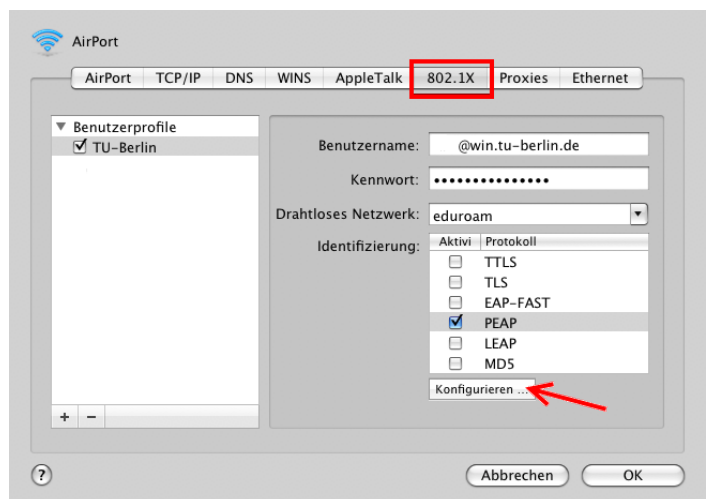 AirPort
AirPort TCP/IP DNS WINS AppleTalk 802.1X Proxies Ethernet
Benutzerprofile
TU-Berlin
Benutzername: @win.tu-berlin.de
Kennwort: •••••••••••••••
Drahtloses Netzwerk: eduroam
Identifizierung: Aktivi Protokoll
TTLS
TLS
EAP-FAST
PEAP
LEAP
MD5
Konfigurieren ...
+ −
? Abbrechen OK